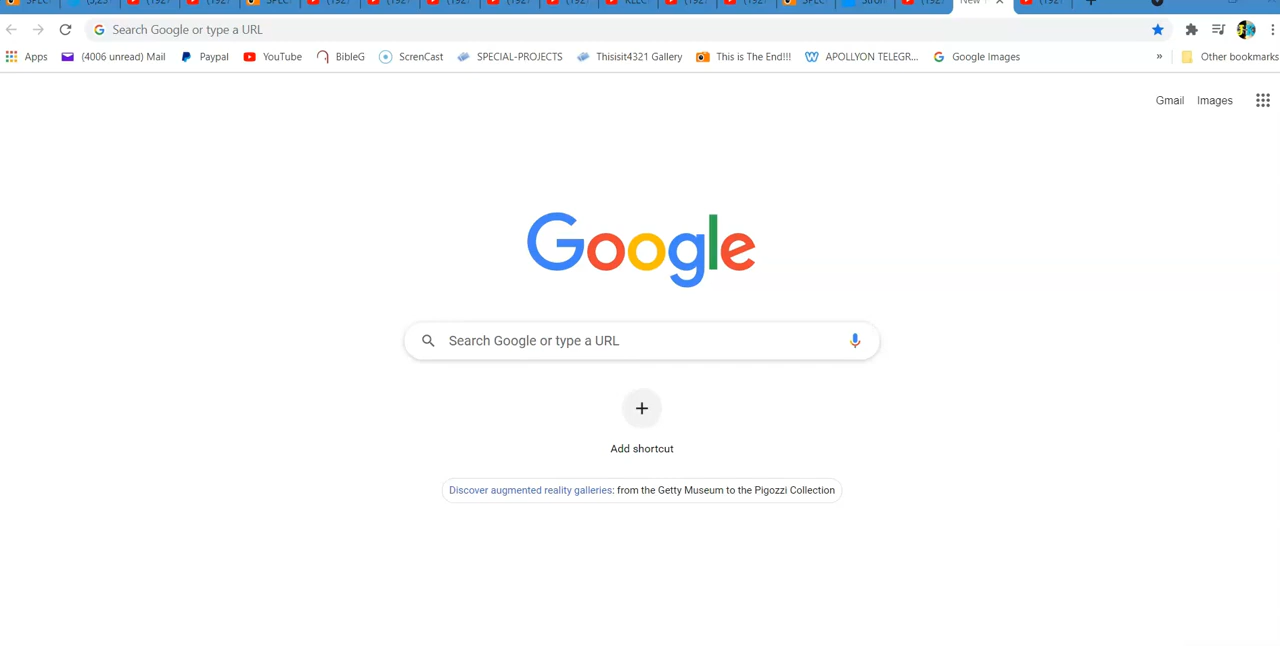 Search Google or type a URL
Apps (4006 unread) Mail Paypal YouTube BibleG ScrenCast SPECIAL-PROJECTS Thisisit4321 Gallery This is The End!!! APOLLYON TELEGR... Google Images » Other bookmarks
Gmail Images
Google
Search Google or type a URL
Add shortcut
Discover augmented reality galleries: from the Getty Museum to the Pigozzi Collection